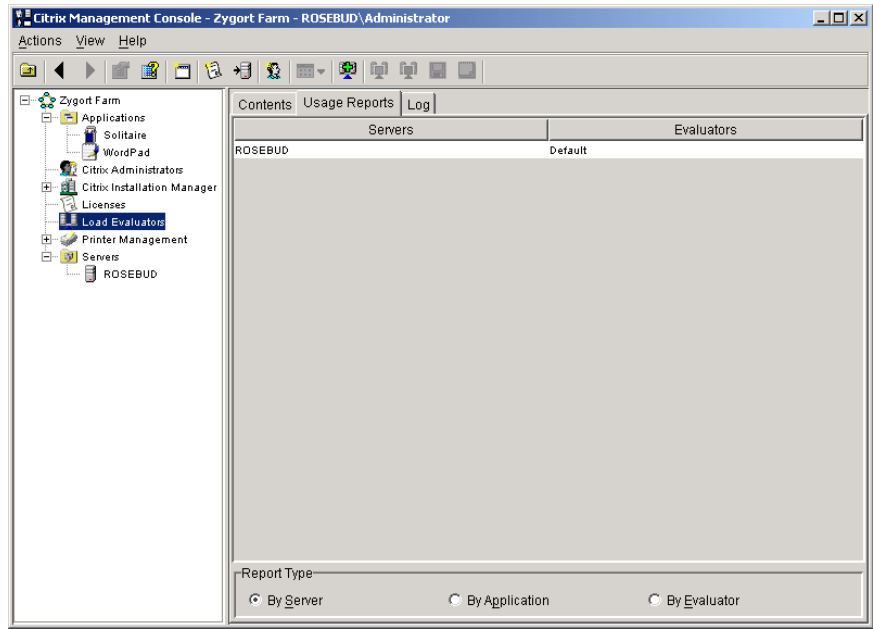 Citrix Management Console - Zygort Farm - ROSEBUD\Administrator
Actions View Help
Zygort Farm
Applications
Solitaire
WordPad
Citrix Administrators
Citrix Installation Manager
Licenses
Load Evaluators
Printer Management
Servers
ROSEBUD
Contents Usage Reports Log
Servers Evaluators
ROSEBUD Default
Report Type
By Server By Application By Evaluator